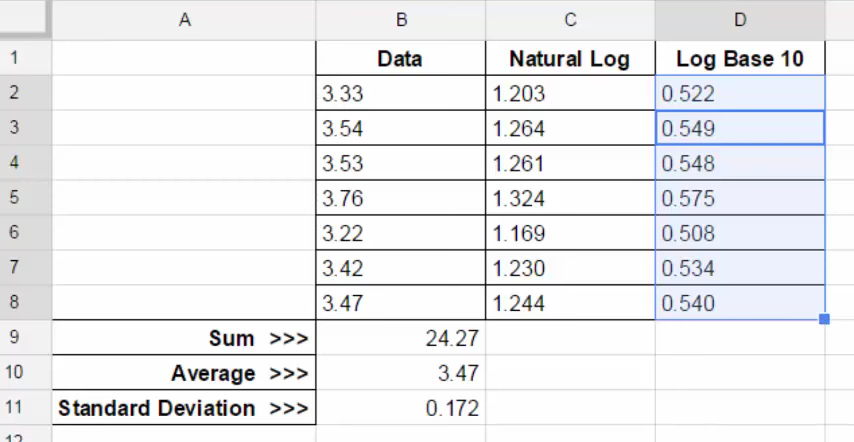 A B C D
1 Data Natural Log Log Base 10
2 3.33 1.203 0.522
3 3.54 1.264 0.549
4 3.53 1.261 0.548
5 3.76 1.324 0.575
6 3.22 1.169 0.508
7 3.42 1.230 0.534
8 3.47 1.244 0.540
9 Sum >>> 24.27
10 Average >>> 3.47
11 Standard Deviation >>> 0.172
12